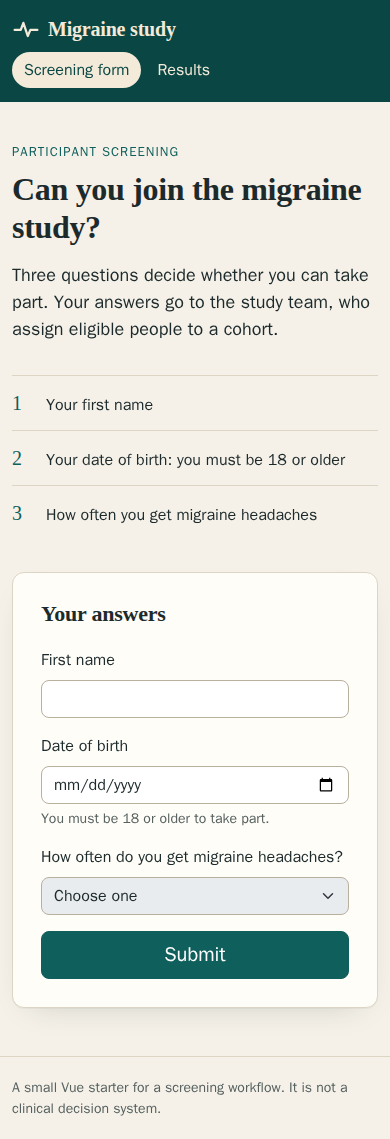 Migraine study
Screening form
Results
PARTICIPANT SCREENING
Can you join the migraine
study?
Three questions decide whether you can take
part. Your answers go to the study team, who
assign eligible people to a cohort.
1 Your first name
2 Your date of birth: you must be 18 or older
3 How often you get migraine headaches
Your answers
First name
Date of birth
mm/dd/yyyy
You must be 18 or older to take part.
How often do you get migraine headaches?
Choose one
Submit
A small Vue starter for a screening workflow. It is not a
clinical decision system.